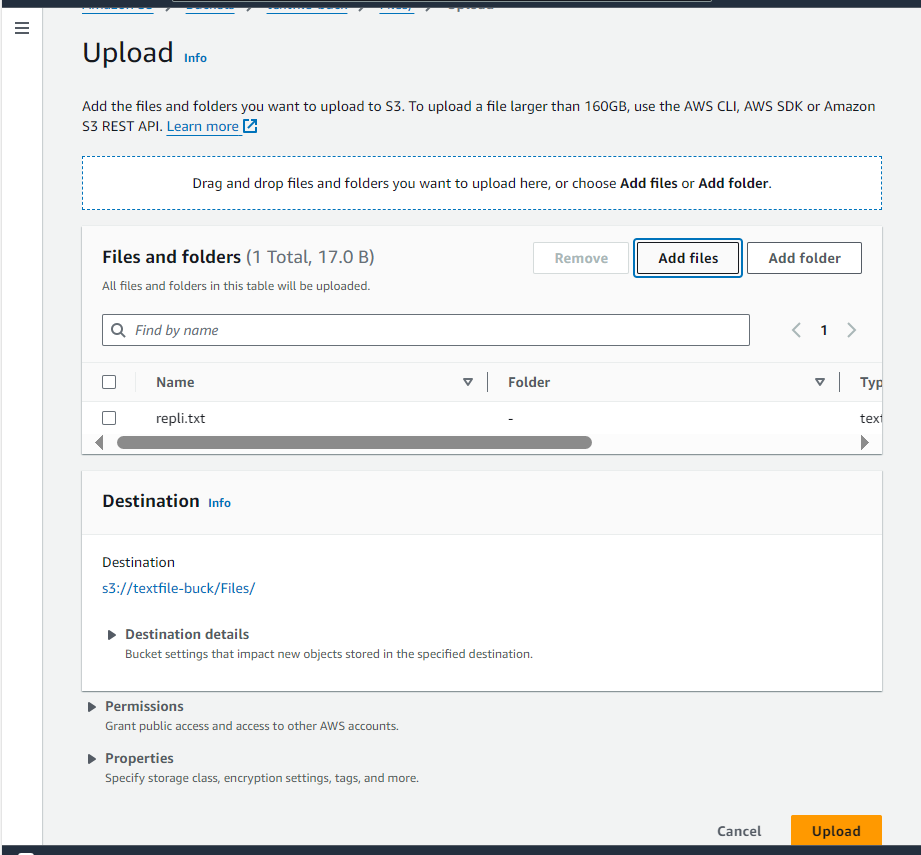 Upload Info
Add the files and folders you want to upload to S3. To upload a file larger than 160GB, use the AWS CLI, AWS SDK or Amazon
S3 REST API. Learn more
Drag and drop files and folders you want to upload here, or choose Add files or Add folder.
Files and folders (1 Total, 17.0 B)
Remove
Add files
Add folder
All files and folders in this table will be uploaded.
Find by name
1
Name Folder Typ
repli.txt - text
Destination Info
Destination
s3://textfile-buck/Files/
Destination details
Bucket settings that impact new objects stored in the specified destination.
Permissions
Grant public access and access to other AWS accounts.
Properties
Specify storage class, encryption settings, tags, and more.
Cancel
Upload